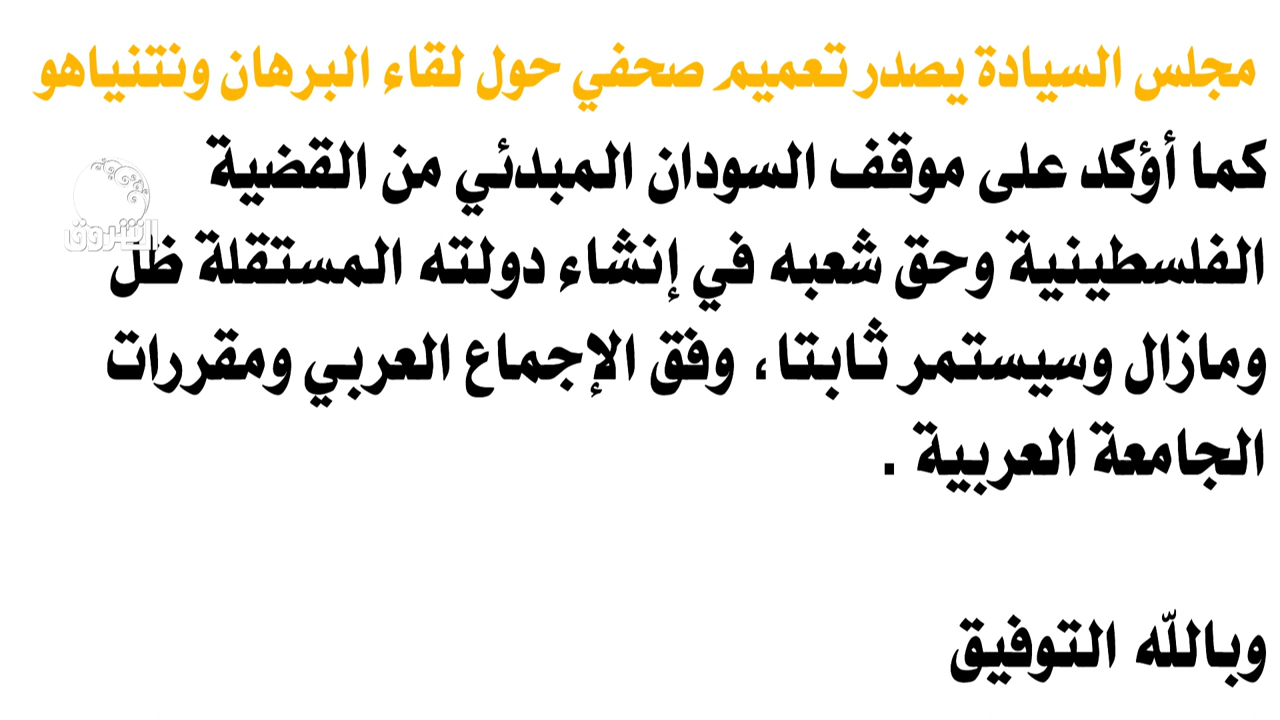 مجلس السيادة يصدر تعميم صحفي حول لقاء البرهان ونتنياهو
كما أؤكد على موقف السودان المبدئي من القضية
الشروق
الفلسطينية وحق شعبه في إنشاء دولته المستقلة ظل
ومازال وسيستمر ثابتا، وفق الإجماع العربي ومقررات
الجامعة العربية .
وبالله التوفيق